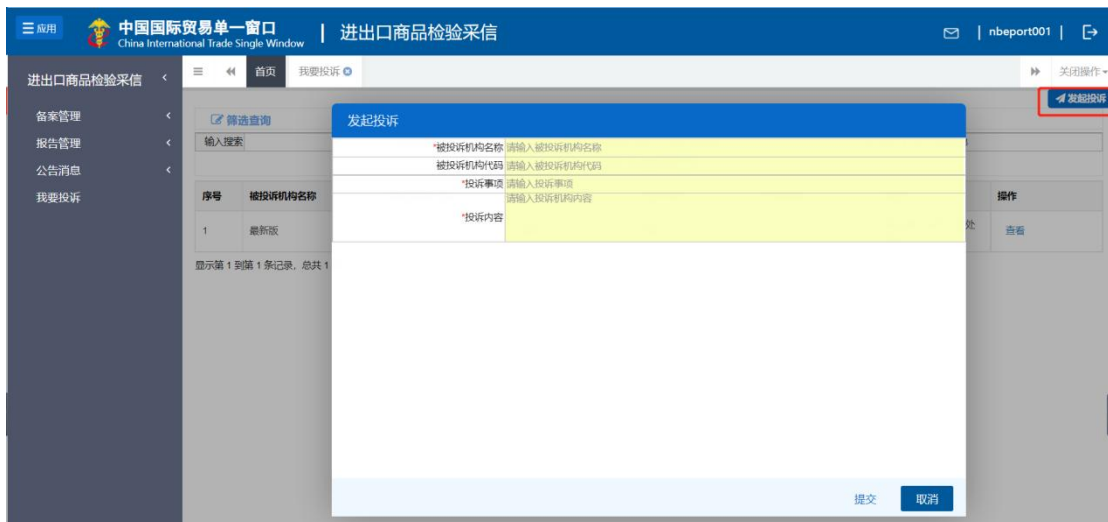 应用
中国国际贸易单一窗口
China International Trade Single Window
进出口商品检验采信
nbeport001
进出口商品检验采信
首页
我要投诉
关闭操作
发起投诉
备案管理
报告管理
公告消息
我要投诉
筛选查询
输入搜索
序号 被投诉机构名称 操作
1 最新版 处 查看
显示第 1 到第 1 条记录，总共 1
发起投诉
*被投诉机构名称 请输入被投诉机构名称
被投诉机构代码 请输入被投诉机构代码
*投诉事项 请输入投诉事项
*投诉内容 请输入投诉机构内容
提交 取消